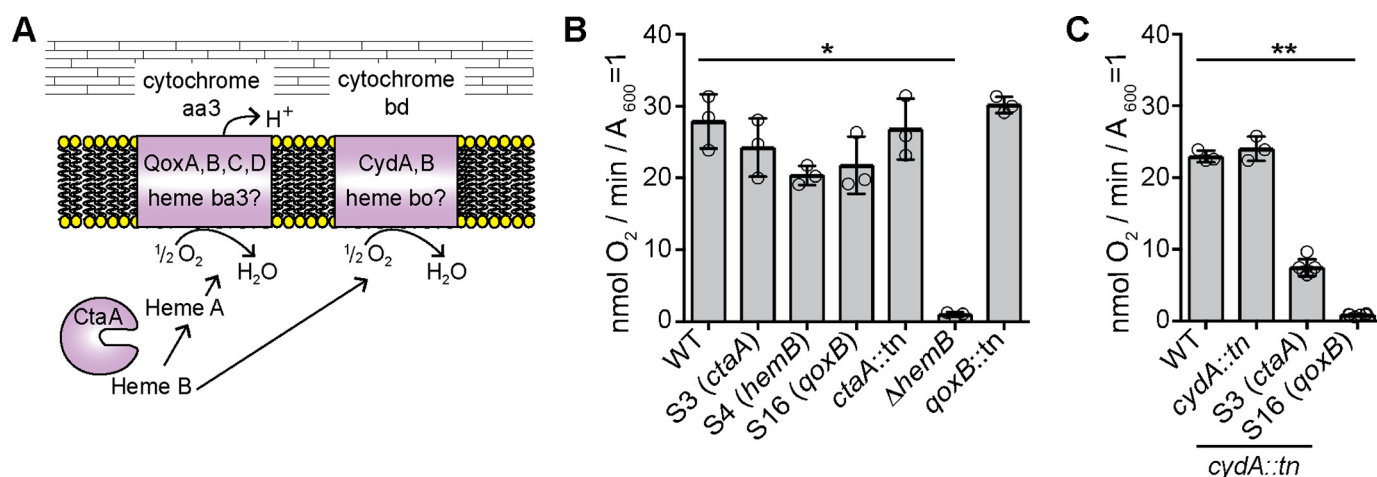 A
cytochrome
aa3
cytochrome
bd
H+
QoxA,B,C,D
heme ba3?
CydA,B
heme bo?
½ O2
H2O
½ O2
H2O
CtaA
Heme A
Heme B
B
nmol O2 / min / A600=1
40
30
20
10
0
*
WT
S3 (ctaA)
S4 (hemB)
S16 (qoxB)
ctaA::tn
ΔhemB
qoxB::tn
C
nmol O2 / min / A600=1
40
30
20
10
0
**
WT
cydA::tn
S3 (ctaA)
S16 (qoxB)
cydA::tn